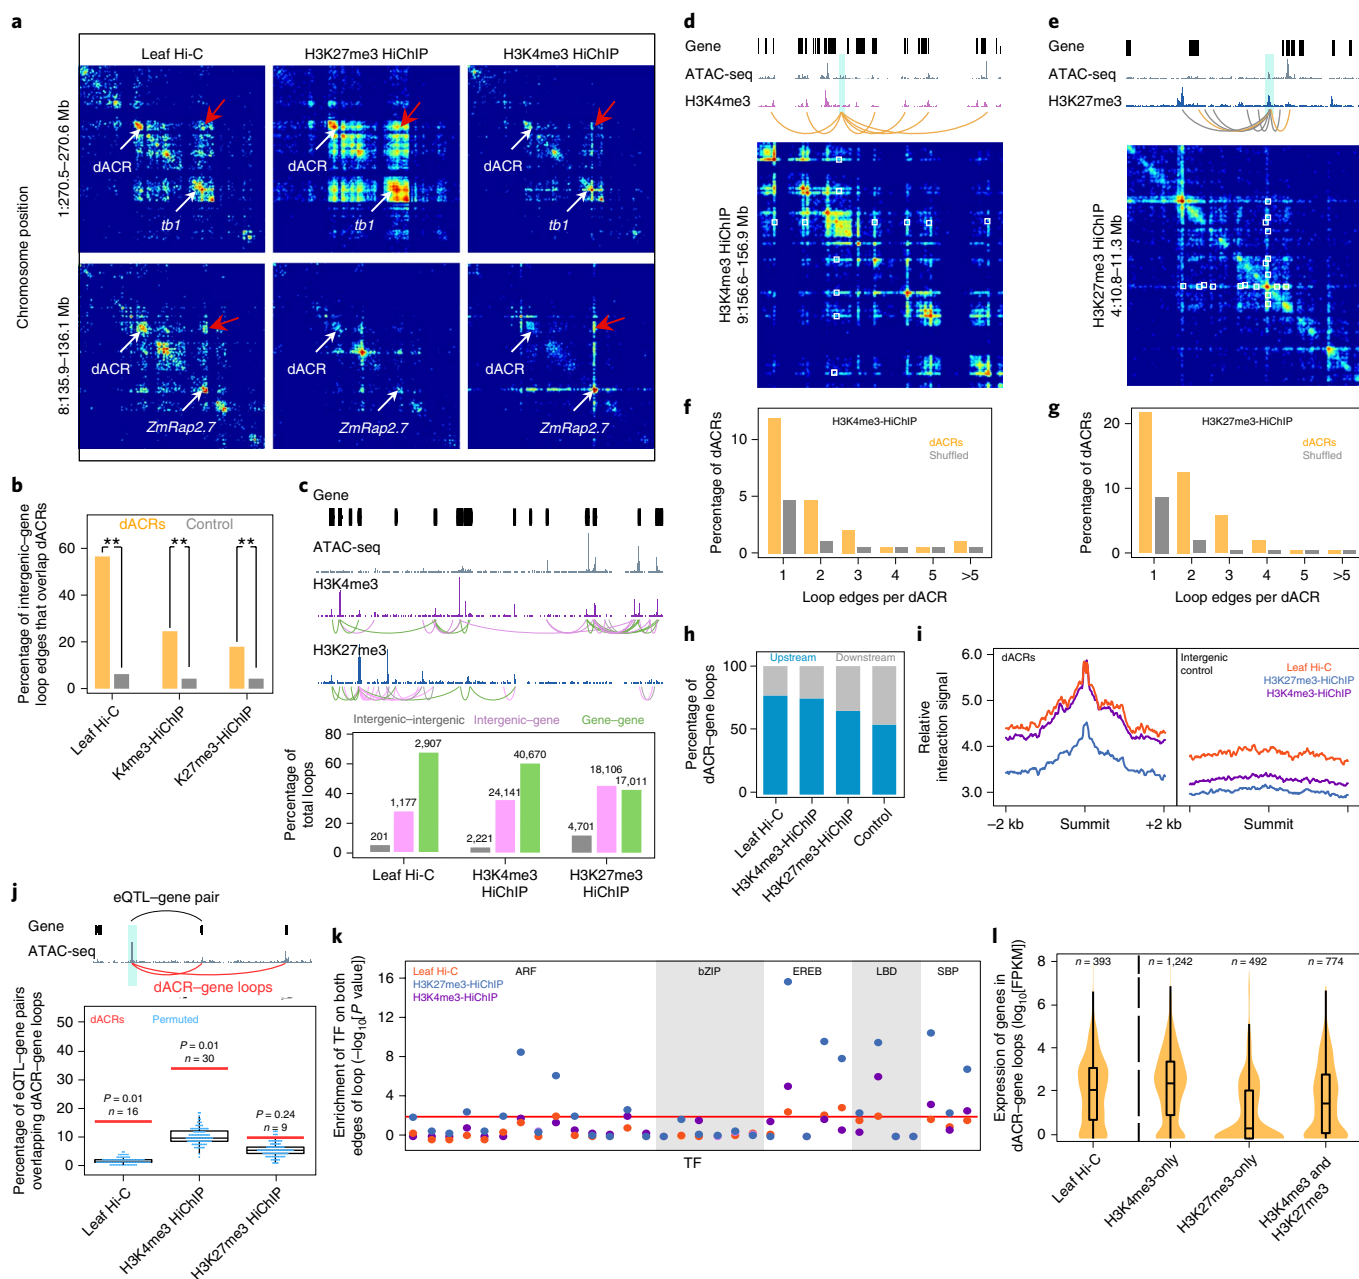 a
Leaf Hi-C
H3K27me3 HiChIP
H3K4me3 HiChIP
Chromosome position
1:270.5–270.6 Mb
dACR
tb1
dACR
tb1
dACR
tb1
8:135.9–136.1 Mb
dACR
ZmRap2.7
dACR
ZmRap2.7
dACR
ZmRap2.7
b
Percentage of intergenic–gene
loop edges that overlap dACRs
dACRs
Control
**
**
**
60
40
20
0
Leaf Hi-C
K4me3-HiChIP
K27me3-HiChIP
c
Gene
ATAC-seq
H3K4me3
H3K27me3
Intergenic–intergenic
Intergenic–gene
Gene–gene
Percentage of
total loops
80
60
40
20
0
201
1,177
2,907
2,221
24,141
40,670
4,701
18,106
17,011
Leaf Hi-C
H3K4me3
HiChIP
H3K27me3
HiChIP
d
Gene
ATAC-seq
H3K4me3
H3K4me3 HiChIP
9:156.6–156.9 Mb
e
Gene
ATAC-seq
H3K27me3
H3K27me3 HiChIP
4:10.8–11.3 Mb
f
H3K4me3-HiChIP
dACRs
Shuffled
Percentage of dACRs
10
5
0
1 2 3 4 5 >5
Loop edges per dACR
g
H3K27me3-HiChIP
dACRs
Shuffled
Percentage of dACRs
20
10
0
1 2 3 4 5 >5
Loop edges per dACR
h
Percentage of
dACR–gene loops
Upstream
Downstream
100
50
0
Leaf Hi-C
H3K4me3-HiChIP
H3K27me3-HiChIP
Control
i
Relative
interaction signal
6.0
5.0
4.0
3.0
dACRs
Intergenic
control
Leaf Hi-C
H3K27me3-HiChIP
H3K4me3-HiChIP
–2 kb
Summit
+2 kb
Summit
j
eQTL–gene pair
Gene
ATAC-seq
dACR–gene loops
Percentage of eQTL–gene pairs
overlapping dACR–gene loops
dACRs
Permuted
50
40
30
20
10
0
P = 0.01
n = 16
P = 0.01
n = 30
P = 0.24
n = 9
Leaf Hi-C
H3K4me3 HiChIP
H3K27me3 HiChIP
k
Enrichment of TF on both
edges of loop (–log10[P value])
Leaf Hi-C
H3K27me3-HiChIP
H3K4me3-HiChIP
ARF
bZIP
EREB
LBD
SBP
16
12
8
4
0
TF
l
Expression of genes in
dACR–gene loops (log10[FPKM])
8
6
4
2
0
n = 393
n = 1,242
n = 492
n = 774
Leaf Hi-C
H3K4me3-only
H3K27me3-only
H3K4me3 and
H3K27me3